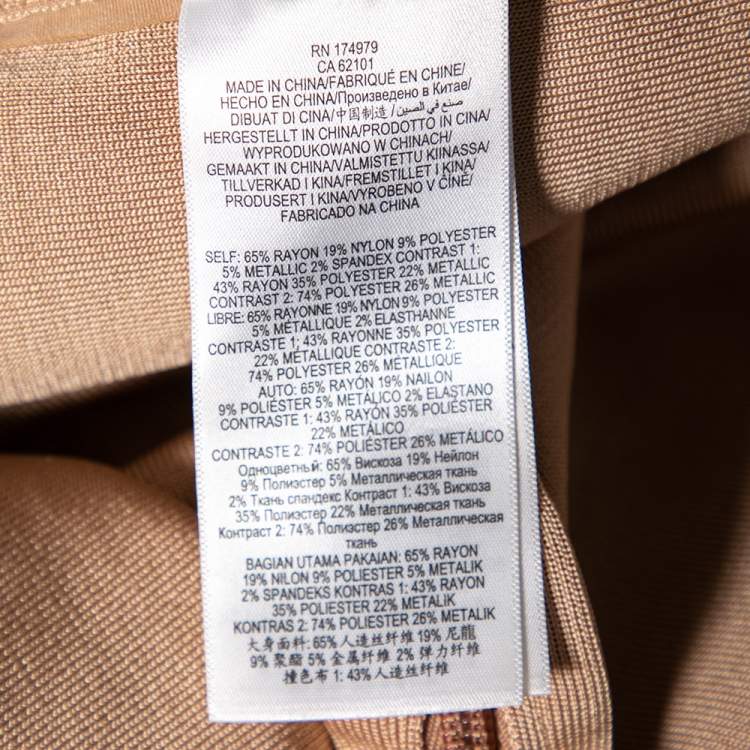 RN 174979
CA 62101
MADE IN CHINA/FABRIQUÉ EN CHINE/
HECHO EN CHINA/Произведено в Китае/
DIBUAT DI CINA/中国制造/صنع في الصين/
HERGESTELLT IN CHINA/PRODOTTO IN CINA/
WYPRODUKOWANO W CHINACH/
GEMAAKT IN CHINA/VALMISTETTU KIINASSA/
TILLVERKAD I KINA/FREMSTILLET I KINA/
PRODUSERT I KINA/VYROBENO V ČÍNĚ/
FABRICADO NA CHINA
SELF: 65% RAYON 19% NYLON 9% POLYESTER
5% METALLIC 2% SPANDEX CONTRAST 1:
43% RAYON 35% POLYESTER 22% METALLIC
CONTRAST 2: 74% POLYESTER 26% METALLIC
LIBRE: 65% RAYONNE 19% NYLON 9% POLYESTER
5% MÉTALLIQUE 2% ELASTHANNE
CONTRASTE 1; 43% RAYONNE 35% POLYESTER
22% MÉTALLIQUE CONTRASTE 2:
74% POLYESTER 26% MÉTALLIQUE
AUTO: 65% RAYÓN 19% NAILON
9% POLIÉSTER 5% METÁLICO 2% ELASTANO
CONTRASTE 1: 43% RAYÓN 35% POLIÉSTER
22% METÁLICO
CONTRASTE 2: 74% POLIÉSTER 26% METÁLICO
Одноцветный: 65% Вискоза 19% Нейлон
9% Полиэстер 5% Металлическая ткань
2% Ткань спандекс Контраст 1: 43% Вискоза
35% Полиэстер 22% Металлическая ткань
Контраст 2: 74% Полиэстер 26% Металлическая
ткань
BAGIAN UTAMA PAKAIAN: 65% RAYON
19% NILON 9% POLIESTER 5% METALIK
2% SPANDEKS KONTRAS 1: 43% RAYON
35% POLIESTER 22% METALIK
KONTRAS 2: 74% POLIESTER 26% METALIK
大身面料: 65% 人造丝纤维 19% 尼龍
9% 聚酯 5% 金属纤维 2% 弹力纤维
撞色布 1: 43% 人造丝纤维